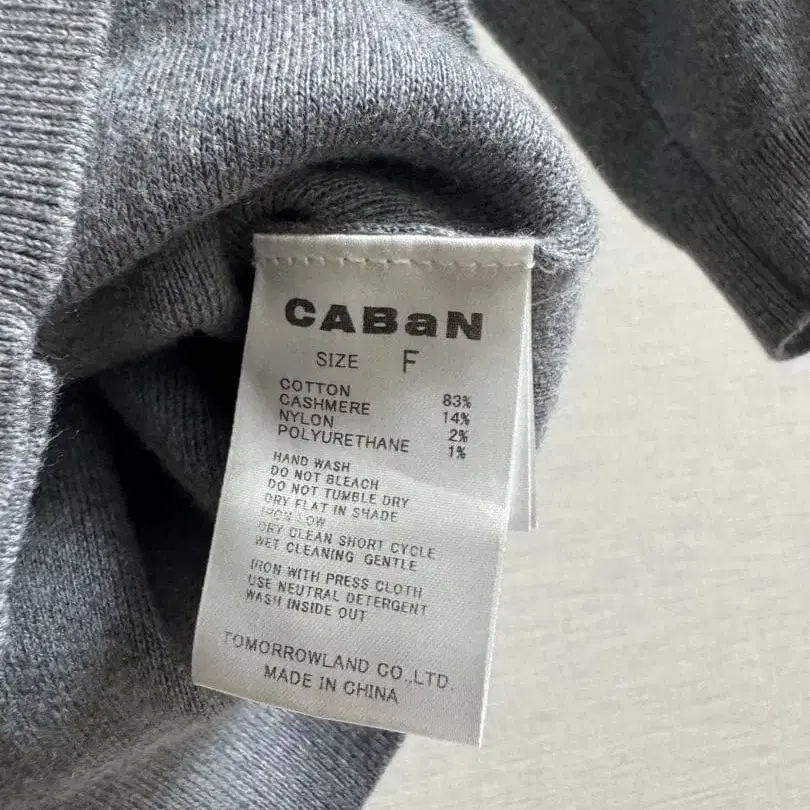 CABaN
SIZE F
COTTON 83%
CASHMERE 14%
NYLON 2%
POLYURETHANE 1%
HAND WASH
DO NOT BLEACH
DO NOT TUMBLE DRY
DRY FLAT IN SHADE
IRON LOW
DRY CLEAN SHORT CYCLE
WET CLEANING GENTLE
IRON WITH PRESS CLOTH
USE NEUTRAL DETERGENT
WASH INSIDE OUT
TOMORROWLAND CO.,LTD.
MADE IN CHINA